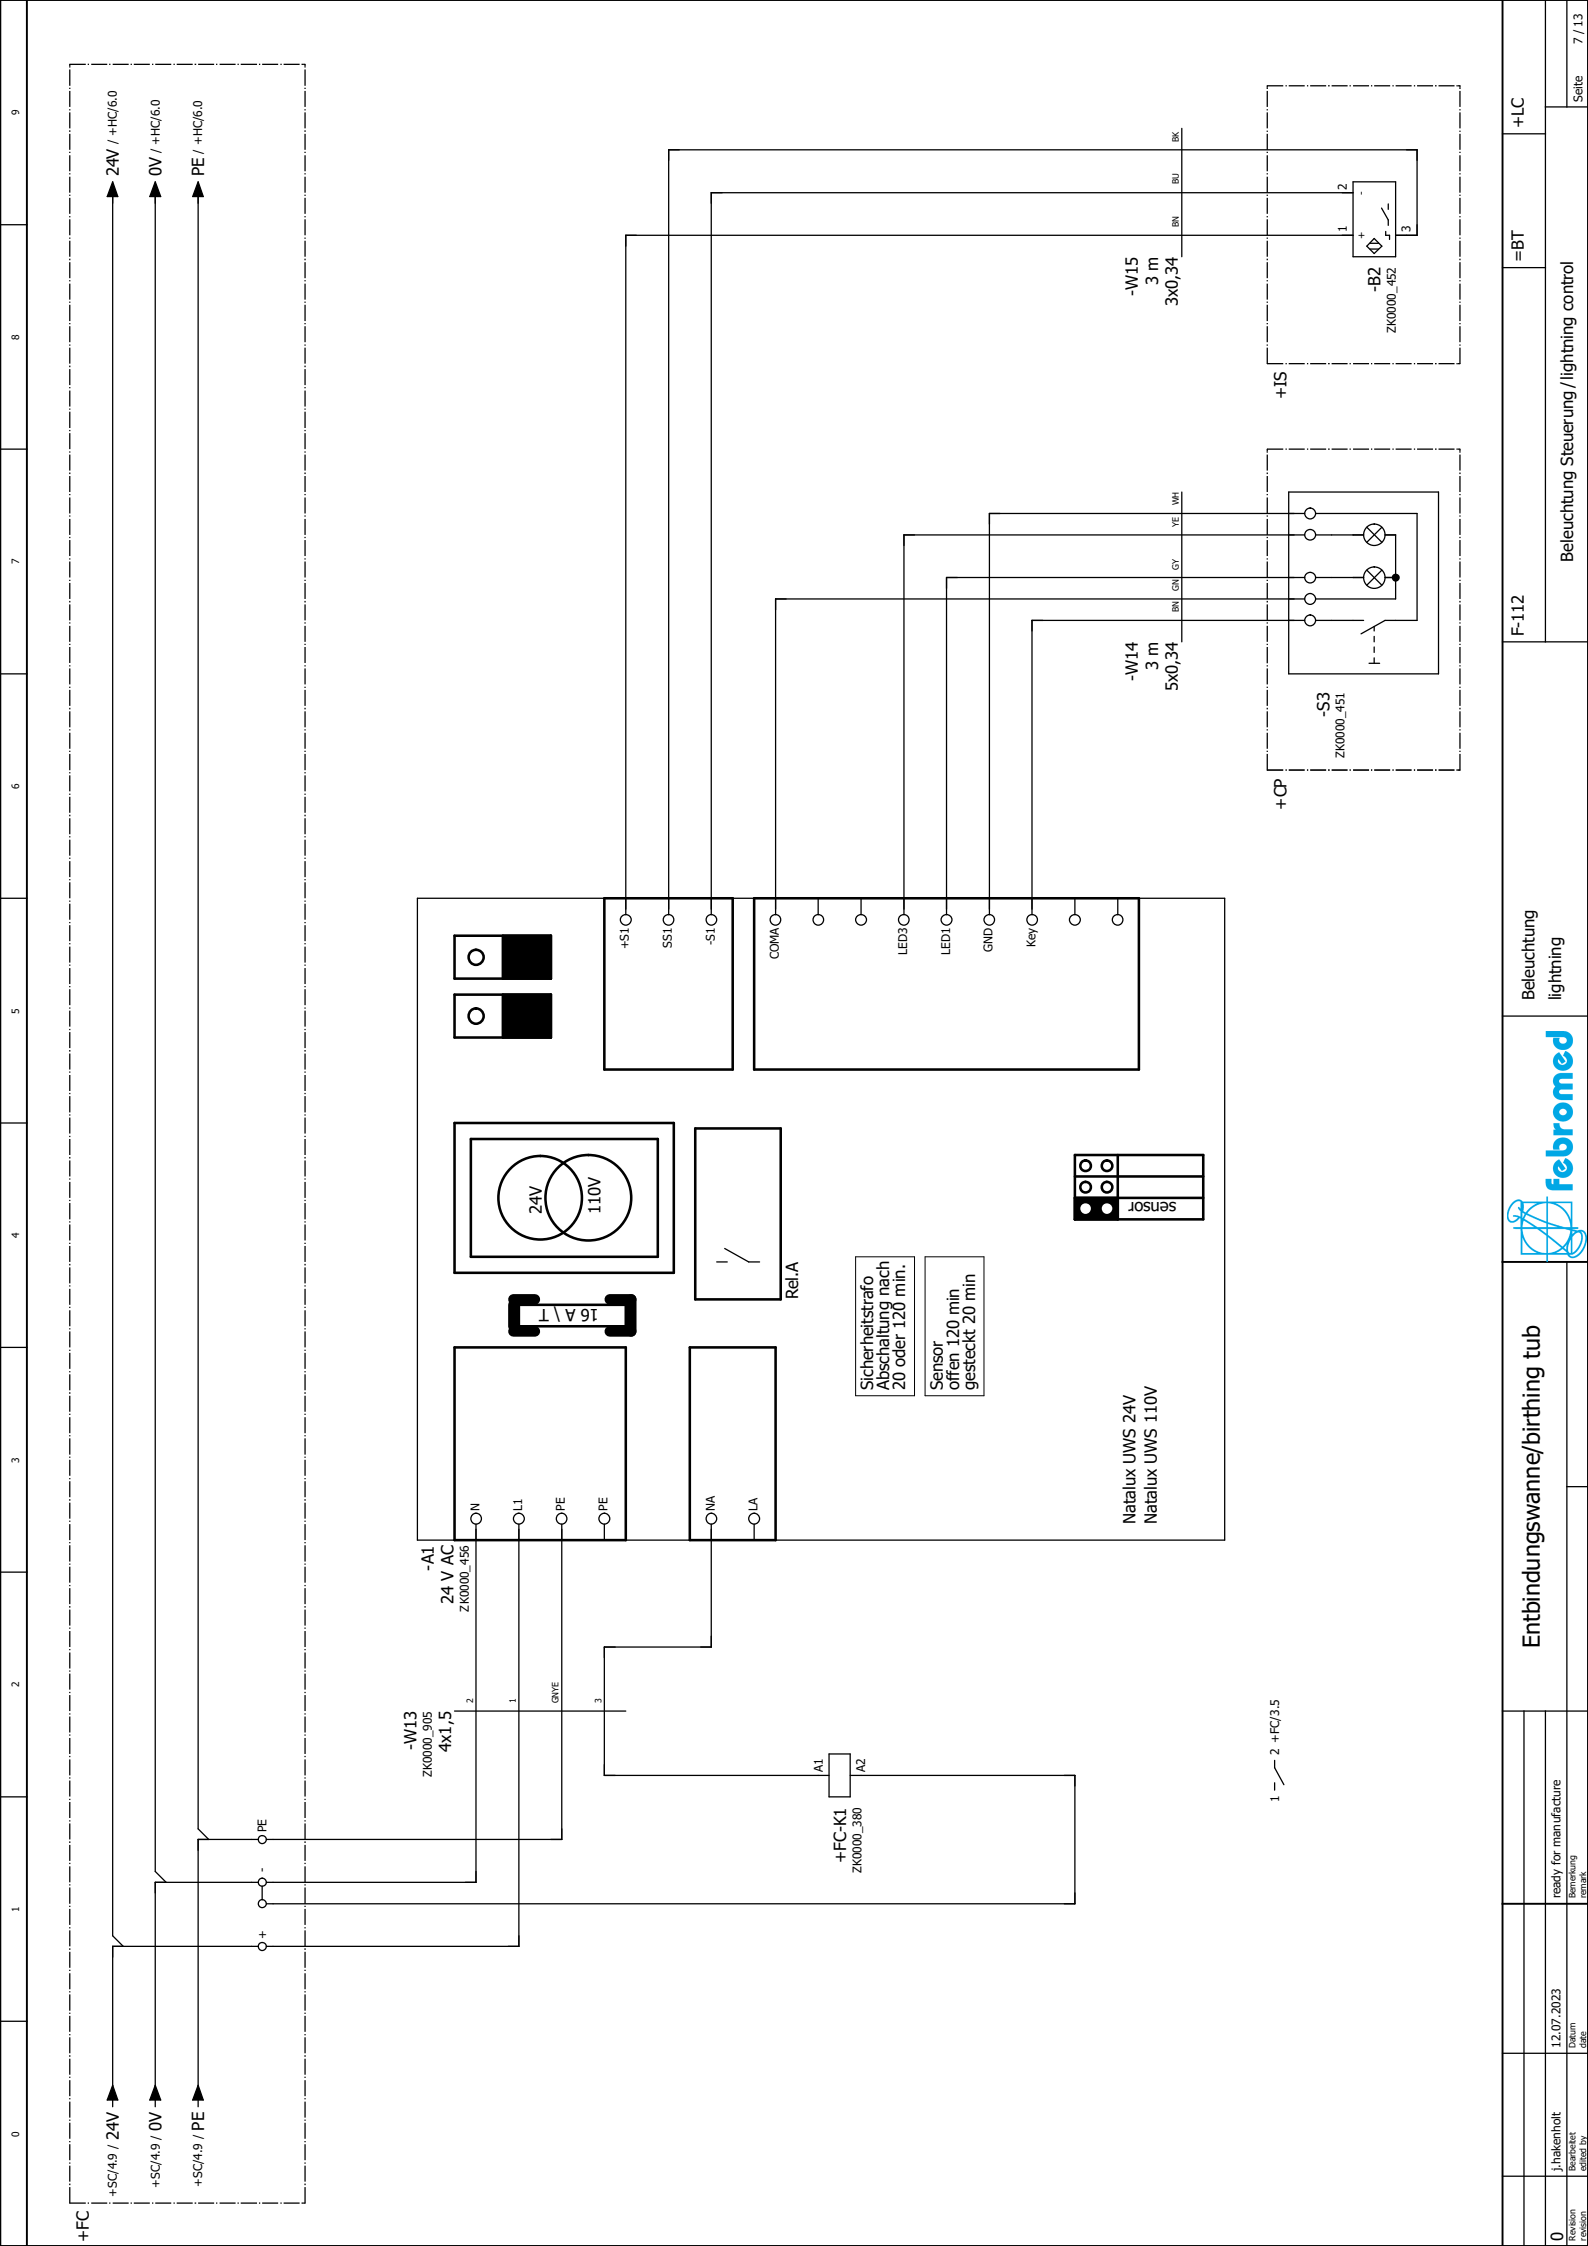 0
1
2
3
4
5
6
7
8
9
+FC
+SC/4.9 / 24V
+SC/4.9 / 0V
+SC/4.9 / PE
24V / +HC/6.0
0V / +HC/6.0
PE / +HC/6.0
+
-
PE
-W13
ZK0000_905
4x1,5
2
1
GNYE
3
-A1
24 V AC
ZK0000_456
N
L1
PE
PE
NA
LA
16 A \ T
24V
110V
Rel.A
+S1
SS1
-S1
COMA
LED3
LED1
GND
Key
Sicherheitstrafo
Abschaltung nach
20 oder 120 min.
Sensor
offen 120 min
gesteckt 20 min
sensor
Natalux UWS 24V
Natalux UWS 110V
+FC-K1
ZK0000_380
A1
A2
1
2 +FC/3.5
-W14
3 m
5x0,34
BN
GN
GY
YE
WH
-W15
3 m
3x0,34
BN
BU
BK
+CP
-S3
ZK0000_451
+IS
-B2
ZK0000_452
1
2
+
-
3
0
j.hakenholt
12.07.2023
ready for manufacture
Revision
revision
Bearbeitet
edited by
Datum
date
Bemerkung
remark
Entbindungswanne/birthing tub
febromed
Beleuchtung
lightning
F-112
=BT
+LC
Beleuchtung Steuerung/lightning control
Seite
7 / 13